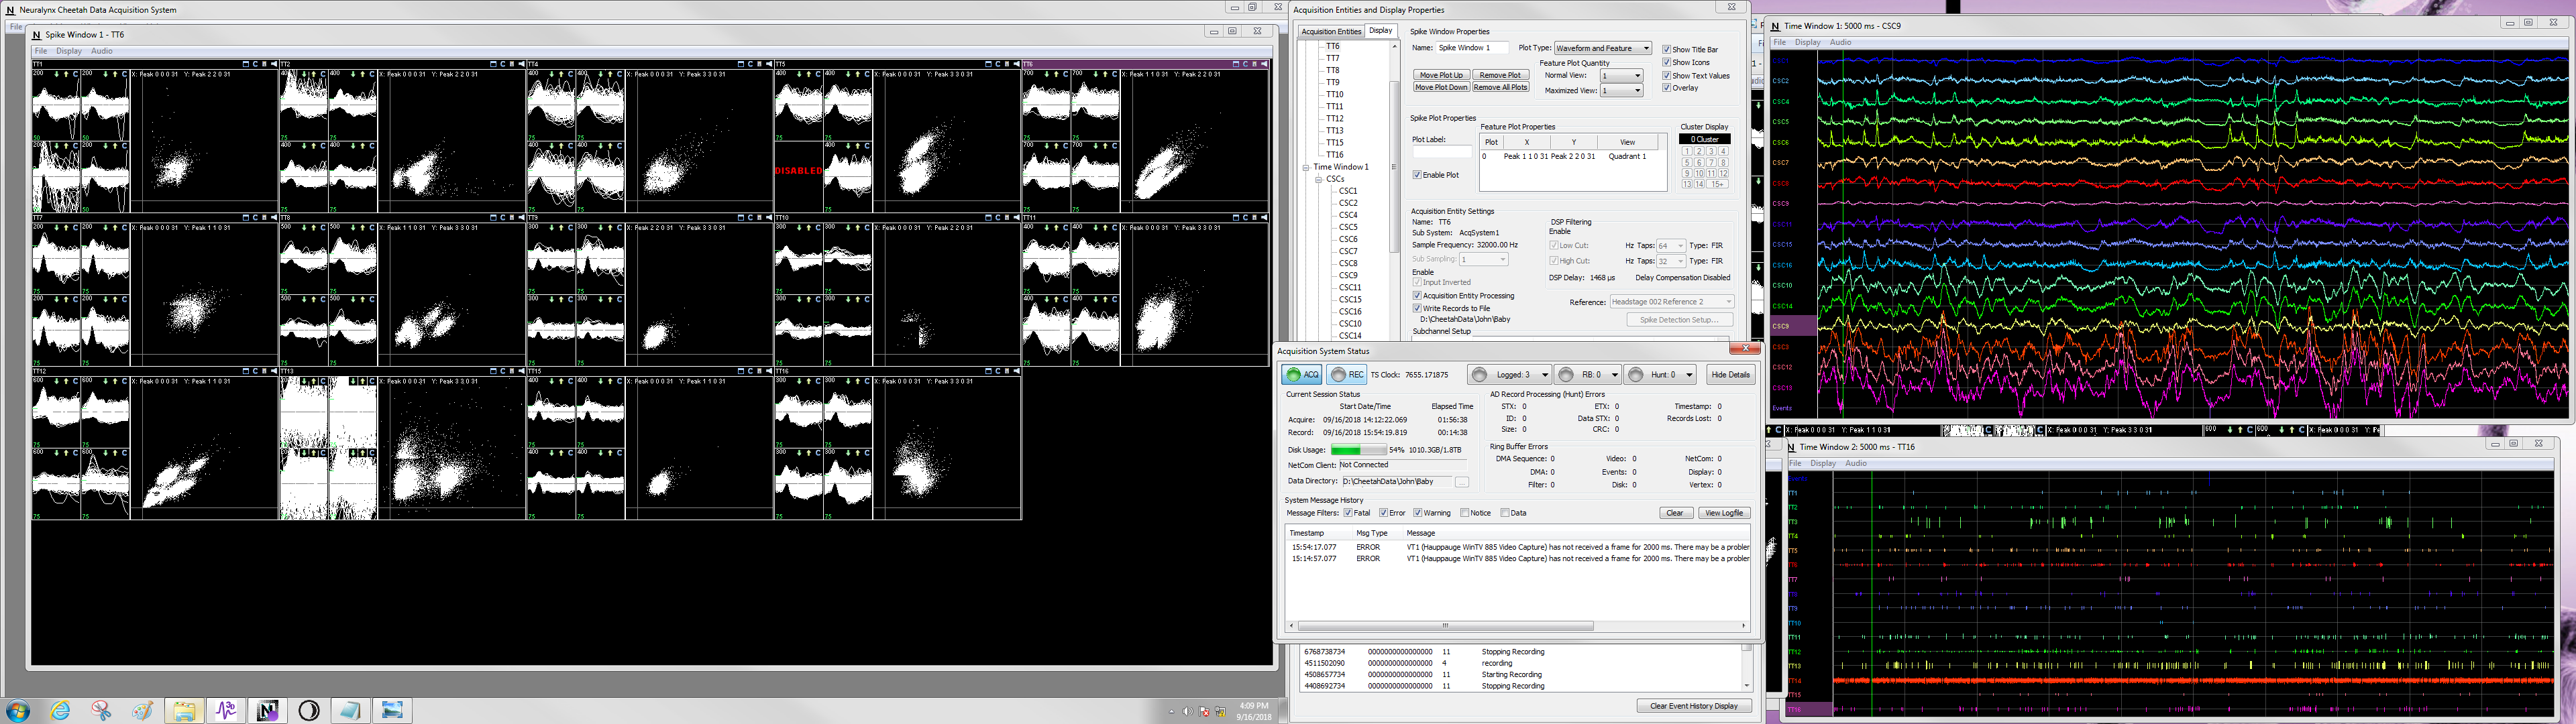 Neuralynx Cheetah Data Acquisition System
File
Spike Window 1 - TT6
File Display Audio
TT1 TT2 TT4 TT5 TT6
X: Peak 0 0 0 31 Y: Peak 2 2 0 31
X: Peak 0 0 0 31 Y: Peak 2 2 0 31
X: Peak 0 0 0 31 Y: Peak 3 3 0 31
X: Peak 0 0 0 31 Y: Peak 3 3 0 31
X: Peak 1 1 0 31 Y: Peak 2 2 0 31
DISABLED
TT7 TT8 TT9 TT10 TT11
X: Peak 0 0 0 31 Y: Peak 3 3 0 31
X: Peak 1 1 0 31 Y: Peak 3 3 0 31
X: Peak 0 0 0 31 Y: Peak 3 3 0 31
X: Peak 0 0 0 31 Y: Peak 2 2 0 31
X: Peak 0 0 0 31 Y: Peak 3 3 0 31
TT12 TT13 TT15 TT16
X: Peak 0 0 0 31 Y: Peak 1 1 0 31
X: Peak 0 0 0 31 Y: Peak 3 3 0 31
X: Peak 0 0 0 31 Y: Peak 1 1 0 31
X: Peak 0 0 0 31 Y: Peak 3 3 0 31
4:09 PM
9/16/2018
Acquisition Entities and Display Properties
Acquisition Entities Display
TT6
TT7
TT8
TT9
TT10
TT11
TT12
TT13
TT15
TT16
Time Window 1
CSCs
CSC1
CSC2
CSC4
CSC5
CSC6
CSC7
CSC8
CSC9
CSC11
CSC15
CSC16
CSC10
CSC14
Spike Window Properties
Name: Spike Window 1 Plot Type: Waveform and Feature
Show Title Bar
Show Icons
Show Text Values
Overlay
Move Plot Up Remove Plot
Move Plot Down Remove All Plots
Feature Plot Quantity
Normal View: 1
Maximized View: 1
Spike Plot Properties
Plot Label:
Enable Plot
Feature Plot Properties
Plot X Y View
0 Peak 1 1 0 31 Peak 2 2 0 31 Quadrant 1
Cluster Display
0 Cluster
1 2 3 4
5 6 7 8
9 10 11 12
13 14 15+
Acquisition Entity Settings
Name: TT6
Sub System: AcqSystem1
Sample Frequency: 32000.00 Hz
Sub Sampling: 1
Enable
Input Inverted
Acquisition Entity Processing
Write Records to File
D:\CheetahData\John\Baby
Subchannel Setup
DSP Filtering
Enable
Low Cut: Hz Taps: 64 Type: FIR
High Cut: Hz Taps: 32 Type: FIR
DSP Delay: 1468 µs Delay Compensation Disabled
Reference: Headstage 002 Reference 2
Spike Detection Setup...
Acquisition System Status
ACQ REC TS Clock: 7655.171875 Logged: 3 RB: 0 Hunt: 0 Hide Details
Current Session Status
Start Date/Time Elapsed Time
Acquire: 09/16/2018 14:12:22.069 01:56:38
Record: 09/16/2018 15:54:19.819 00:14:38
Disk Usage: 54% 1010.3GB/1.8TB
NetCom Client: Not Connected
Data Directory: D:\CheetahData\John\Baby ...
AD Record Processing (Hunt) Errors
STX: 0 ETX: 0 Timestamp: 0
ID: 0 Data STX: 0 Records Lost: 0
Size: 0 CRC: 0
Ring Buffer Errors
DMA Sequence: 0 Video: 0 NetCom: 0
DMA: 0 Events: 0 Display: 0
Filter: 0 Disk: 0 Vertex: 0
System Message History
Message Filters: Fatal Error Warning Notice Data Clear View Logfile
Timestamp Msg Type Message
15:54:17.077 ERROR VT1 (Hauppauge WinTV 885 Video Capture) has not received a frame for 2000 ms. There may be a probler
15:14:57.077 ERROR VT1 (Hauppauge WinTV 885 Video Capture) has not received a frame for 2000 ms. There may be a probler
6768738734 0000000000000000 11 Stopping Recording
4511502090 0000000000000000 4 recording
4508657734 0000000000000000 11 Starting Recording
4408692734 0000000000000000 11 Stopping Recording
Clear Event History Display
Time Window 1: 5000 ms - CSC9
File Display Audio
CSC1
CSC2
CSC4
CSC5
CSC6
CSC7
CSC8
CSC9
CSC11
CSC15
CSC16
CSC10
CSC14
CSC9
CSC3
CSC12
CSC13
Events
X: Peak 0 0 0 31 Y: Peak 1 1 0 31
X: Peak 0 0 0 31 Y: Peak 3 3 0 31
Time Window 2: 5000 ms - TT16
File Display Audio
Events
TT1
TT2
TT3
TT4
TT5
TT6
TT7
TT8
TT9
TT10
TT11
TT12
TT13
TT14
TT15
TT16